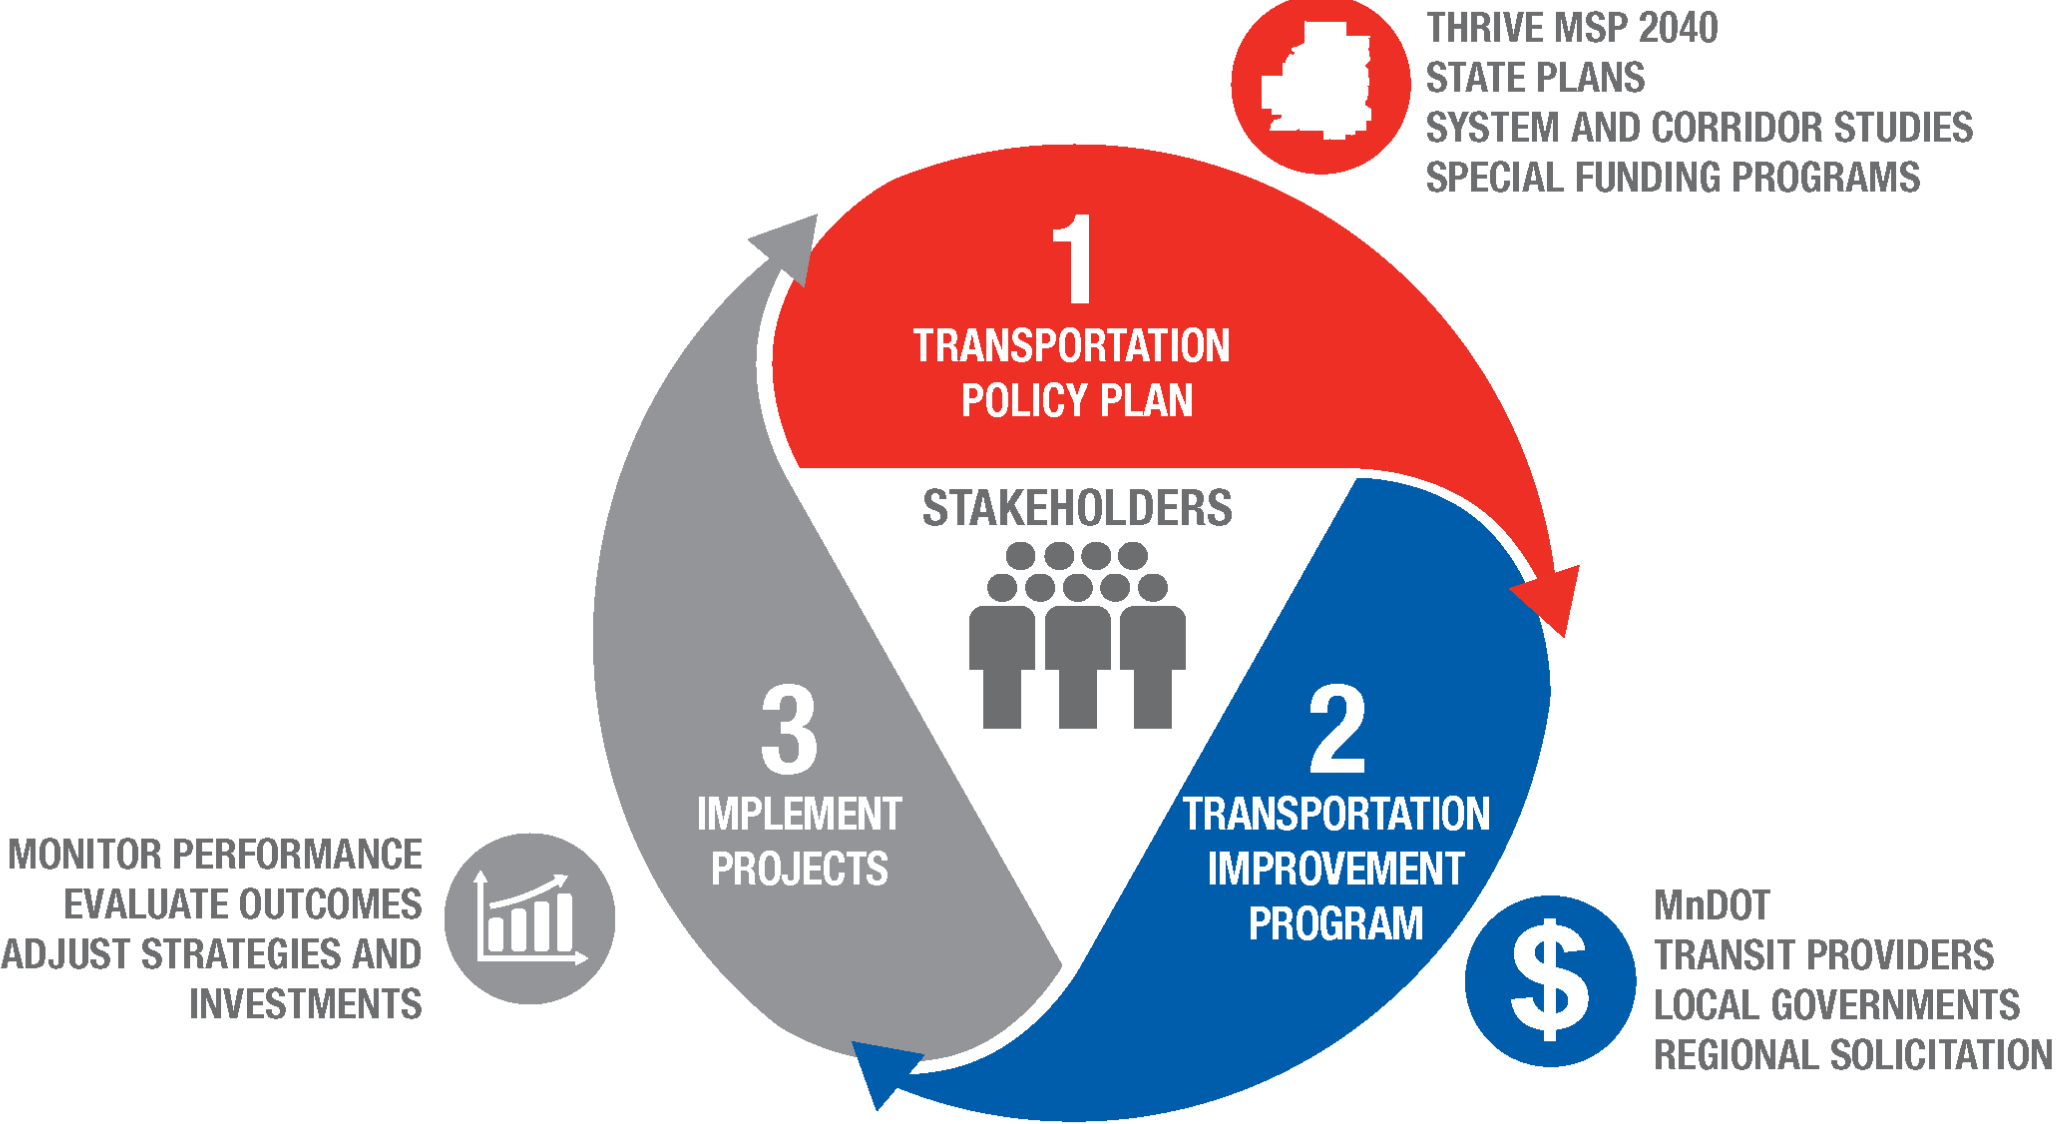 THRIVE MSP 2040
STATE PLANS
SYSTEM AND CORRIDOR STUDIES
SPECIAL FUNDING PROGRAMS
1
TRANSPORTATION
POLICY PLAN
STAKEHOLDERS
2
TRANSPORTATION
IMPROVEMENT
PROGRAM
$
MnDOT
TRANSIT PROVIDERS
LOCAL GOVERNMENTS
REGIONAL SOLICITATION
3
IMPLEMENT
PROJECTS
MONITOR PERFORMANCE
EVALUATE OUTCOMES
ADJUST STRATEGIES AND
INVESTMENTS